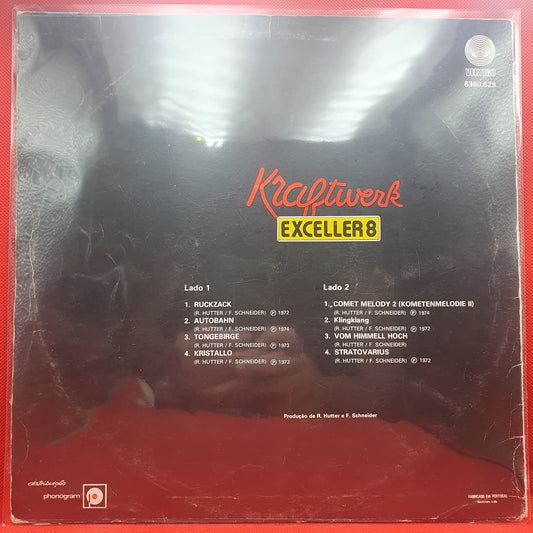 VERTIGO
6360.629
Kraftwerk
EXCELLER 8
Lado 1
1. RUCKZACK
(R. HUTTER / F. SCHNEIDER) Ⓟ 1972
2. AUTOBAHN
(R. HUTTER / F. SCHNEIDER) Ⓟ 1974
3. TONGEBIRGE
(R. HUTTER / F. SCHNEIDER) Ⓟ 1973
4. KRISTALLO
(R. HUTTER / F. SCHNEIDER) Ⓟ 1973
Lado 2
1. COMET MELODY 2 (KOMETENMELODIE II)
(R. HUTTER / F. SCHNEIDER) Ⓟ 1974
2. Klingklang
(R. HUTTER / F. SCHNEIDER) Ⓟ 1972
3. VOM HIMMELL HOCH
(R. HUTTER / F. SCHNEIDER)
4. STRATOVARIUS
(R. HUTTER / F. SCHNEIDER) Ⓟ 1972
Produção de R. Hutter e F. Schneider
distribuição
phonogram
FABRICADO EM PORTUGAL